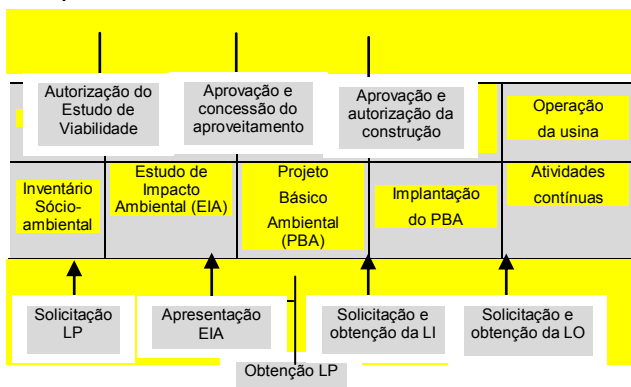 Autorização do
Estudo de
Viabilidade
Aprovação e
concessão do
aproveitamento
Aprovação e
autorização da
construção
Operação
da usina
Inventário
Sócio-
ambiental
Estudo de
Impacto
Ambiental (EIA)
Projeto
Básico
Ambiental
(PBA)
Implantação
do PBA
Atividades
contínuas
Solicitação
LP
Apresentação
EIA
Obtenção LP
Solicitação e
obtenção da LI
Solicitação e
obtenção da LO